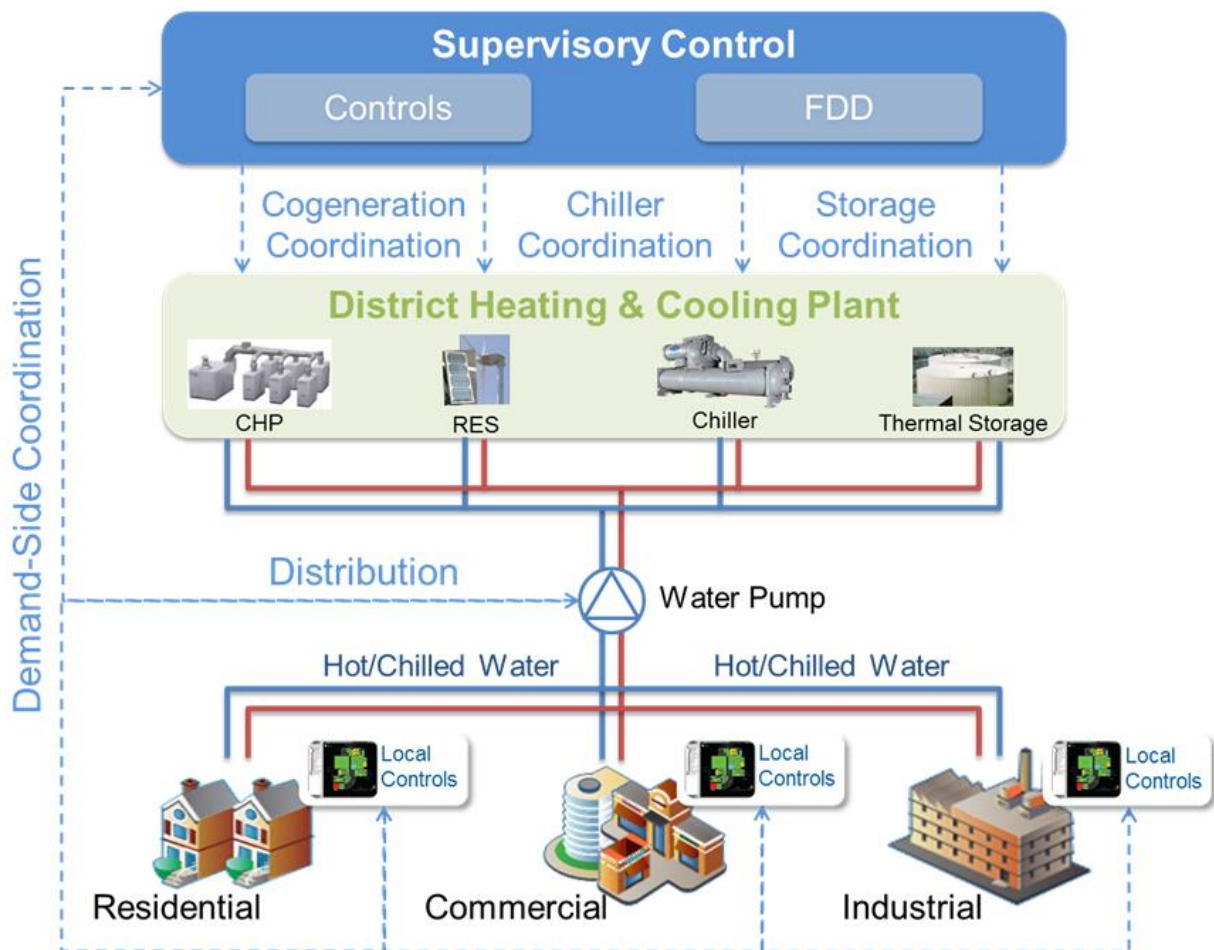 Supervisory Control
Controls
FDD
Cogeneration
Coordination
Chiller
Coordination
Storage
Coordination
District Heating & Cooling Plant
CHP
RES
Chiller
Thermal Storage
Demand-Side Coordination
Distribution
Water Pump
Hot/Chilled Water
Hot/Chilled Water
Local
Controls
Local
Controls
Local
Controls
Residential
Commercial
Industrial